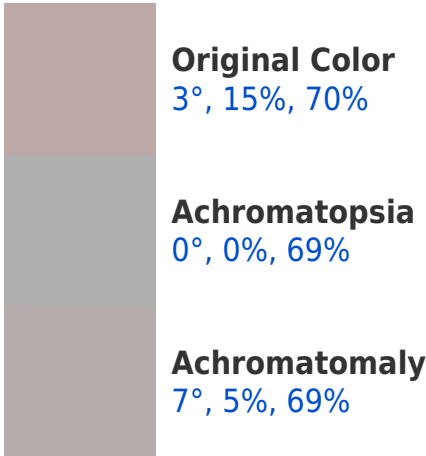 Original Color
3°, 15%, 70%
Achromatopsia
0°, 0%, 69%
Achromatomaly
7°, 5%, 69%